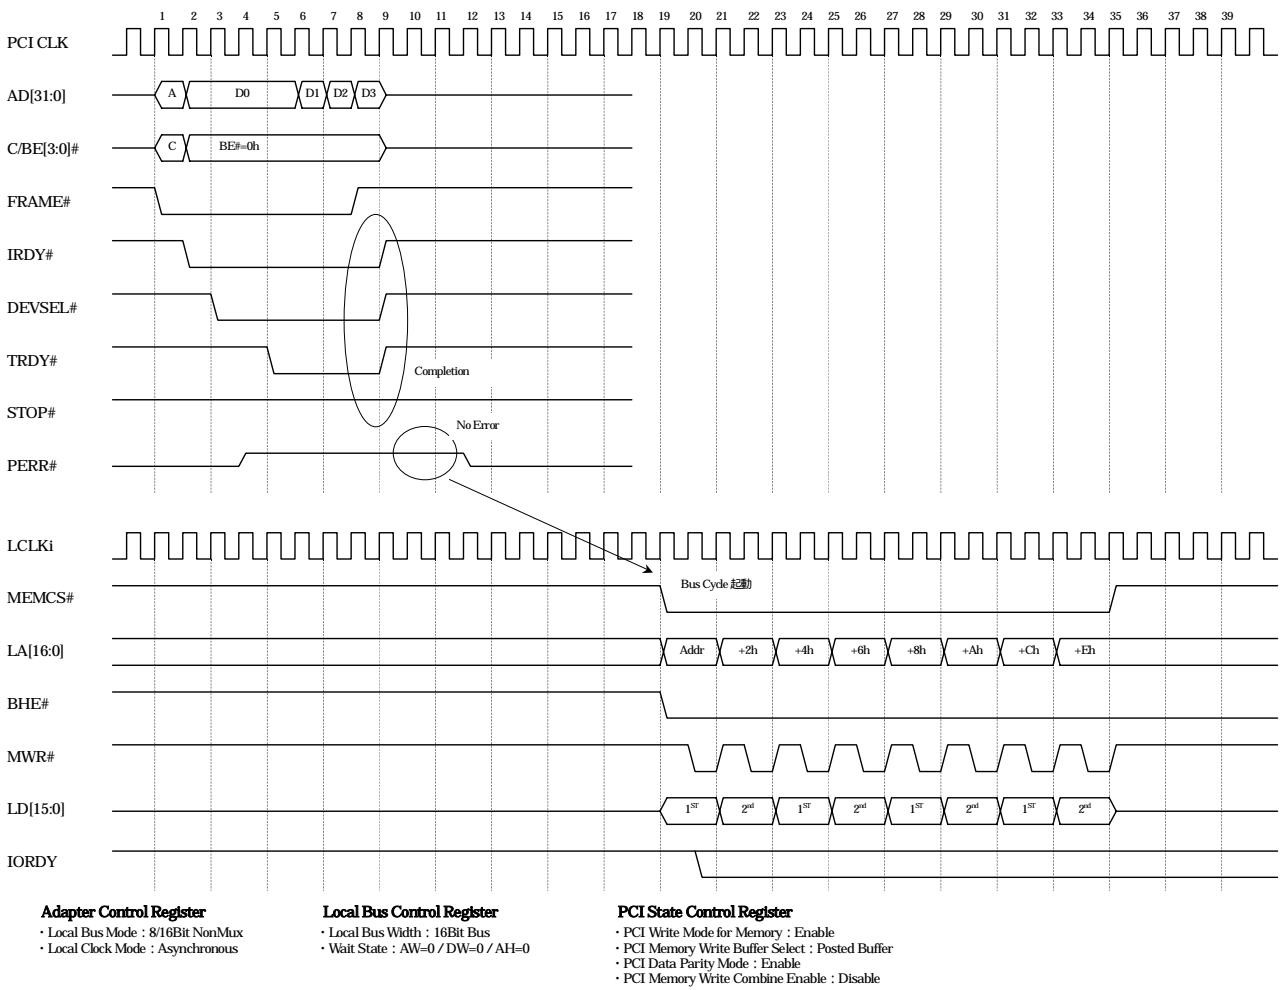 1 2 3 4 5 6 7 8 9 10 11 12 13 14 15 16 17 18 19 20 21 22 23 24 25 26 27 28 29 30 31 32 33 34 35 36 37 38 39
PCI CLK
AD[31:0] A D0 D1 D2 D3
C/BE[3:0]# C BE#=0h
FRAME#
IRDY#
DEVSEL#
TRDY#
Completion
STOP#
No Error
PERR#
LCLKi
Bus Cycle 起動
MEMCS#
LA[16:0] Addr +2h +4h +6h +8h +Ah +Ch +Eh
BHE#
MWR#
LD[15:0] 1ST 2nd 1ST 2nd 1ST 2nd 1ST 2nd
IORDY
Adapter Control Register
・Local Bus Mode : 8/16Bit NonMux
・Local Clock Mode : Asynchronous
Local Bus Control Register
・Local Bus Width : 16Bit Bus
・Wait State : AW=0 / DW=0 / AH=0
PCI State Control Register
・PCI Write Mode for Memory : Enable
・PCI Memory Write Buffer Select : Posted Buffer
・PCI Data Parity Mode : Enable
・PCI Memory Write Combine Enable : Disable